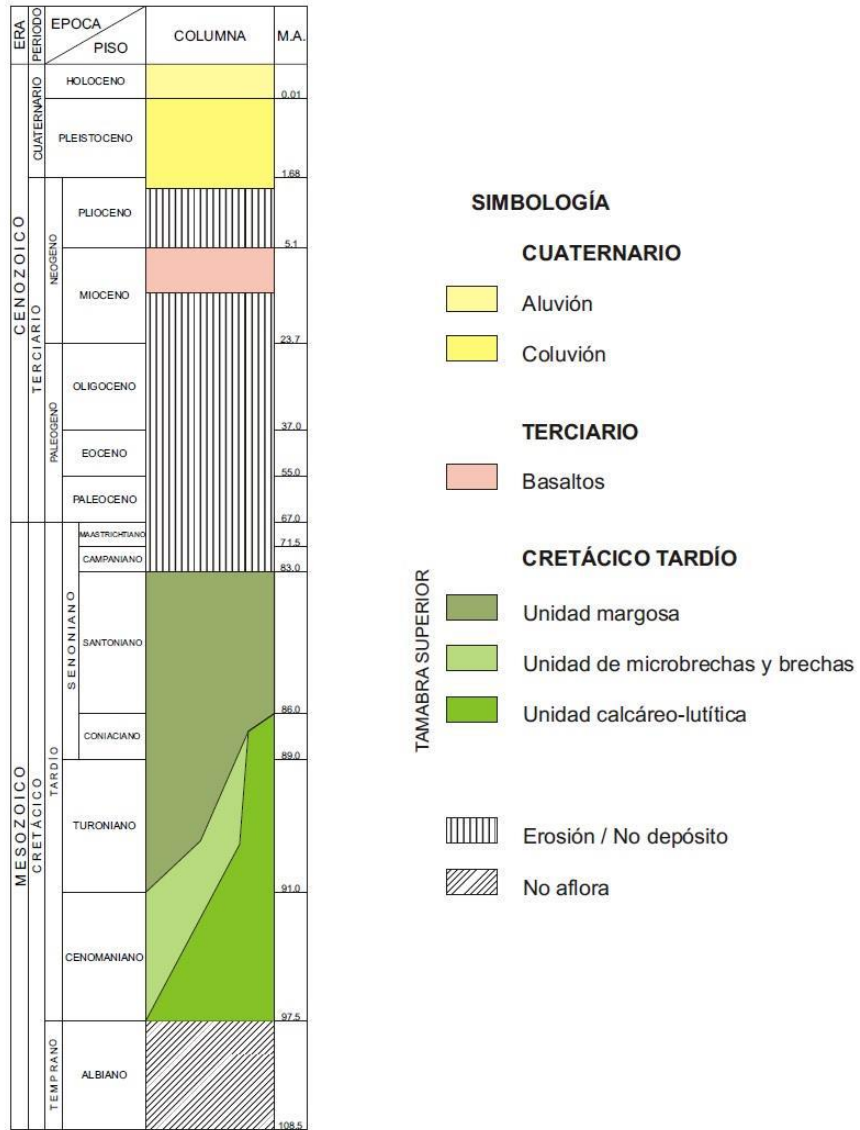 ERA
PERIODO
EPOCA
PISO
COLUMNA
M.A.
CENOZOICO
CUATERNARIO
HOLOCENO
0.01
PLEISTOCENO
1.68
TERCIARIO
NEOGENO
PLIOCENO
5.1
MIOCENO
23.7
PALEOGENO
OLIGOCENO
37.0
EOCENO
55.0
PALEOCENO
67.0
MESOZOICO
CRETÁCICO
TARDÍO
SENONIANO
MAASTRICHTIANO
71.5
CAMPANIANO
83.0
SANTONIANO
86.0
CONIACIANO
89.0
TURONIANO
91.0
CENOMANIANO
97.5
TEMPRANO
ALBIANO
108.5
SIMBOLOGÍA
CUATERNARIO
Aluvión
Coluvión
TERCIARIO
Basaltos
CRETÁCICO TARDÍO
TAMABRA SUPERIOR
Unidad margosa
Unidad de microbrechas y brechas
Unidad calcáreo-lutítica
Erosión / No depósito
No aflora